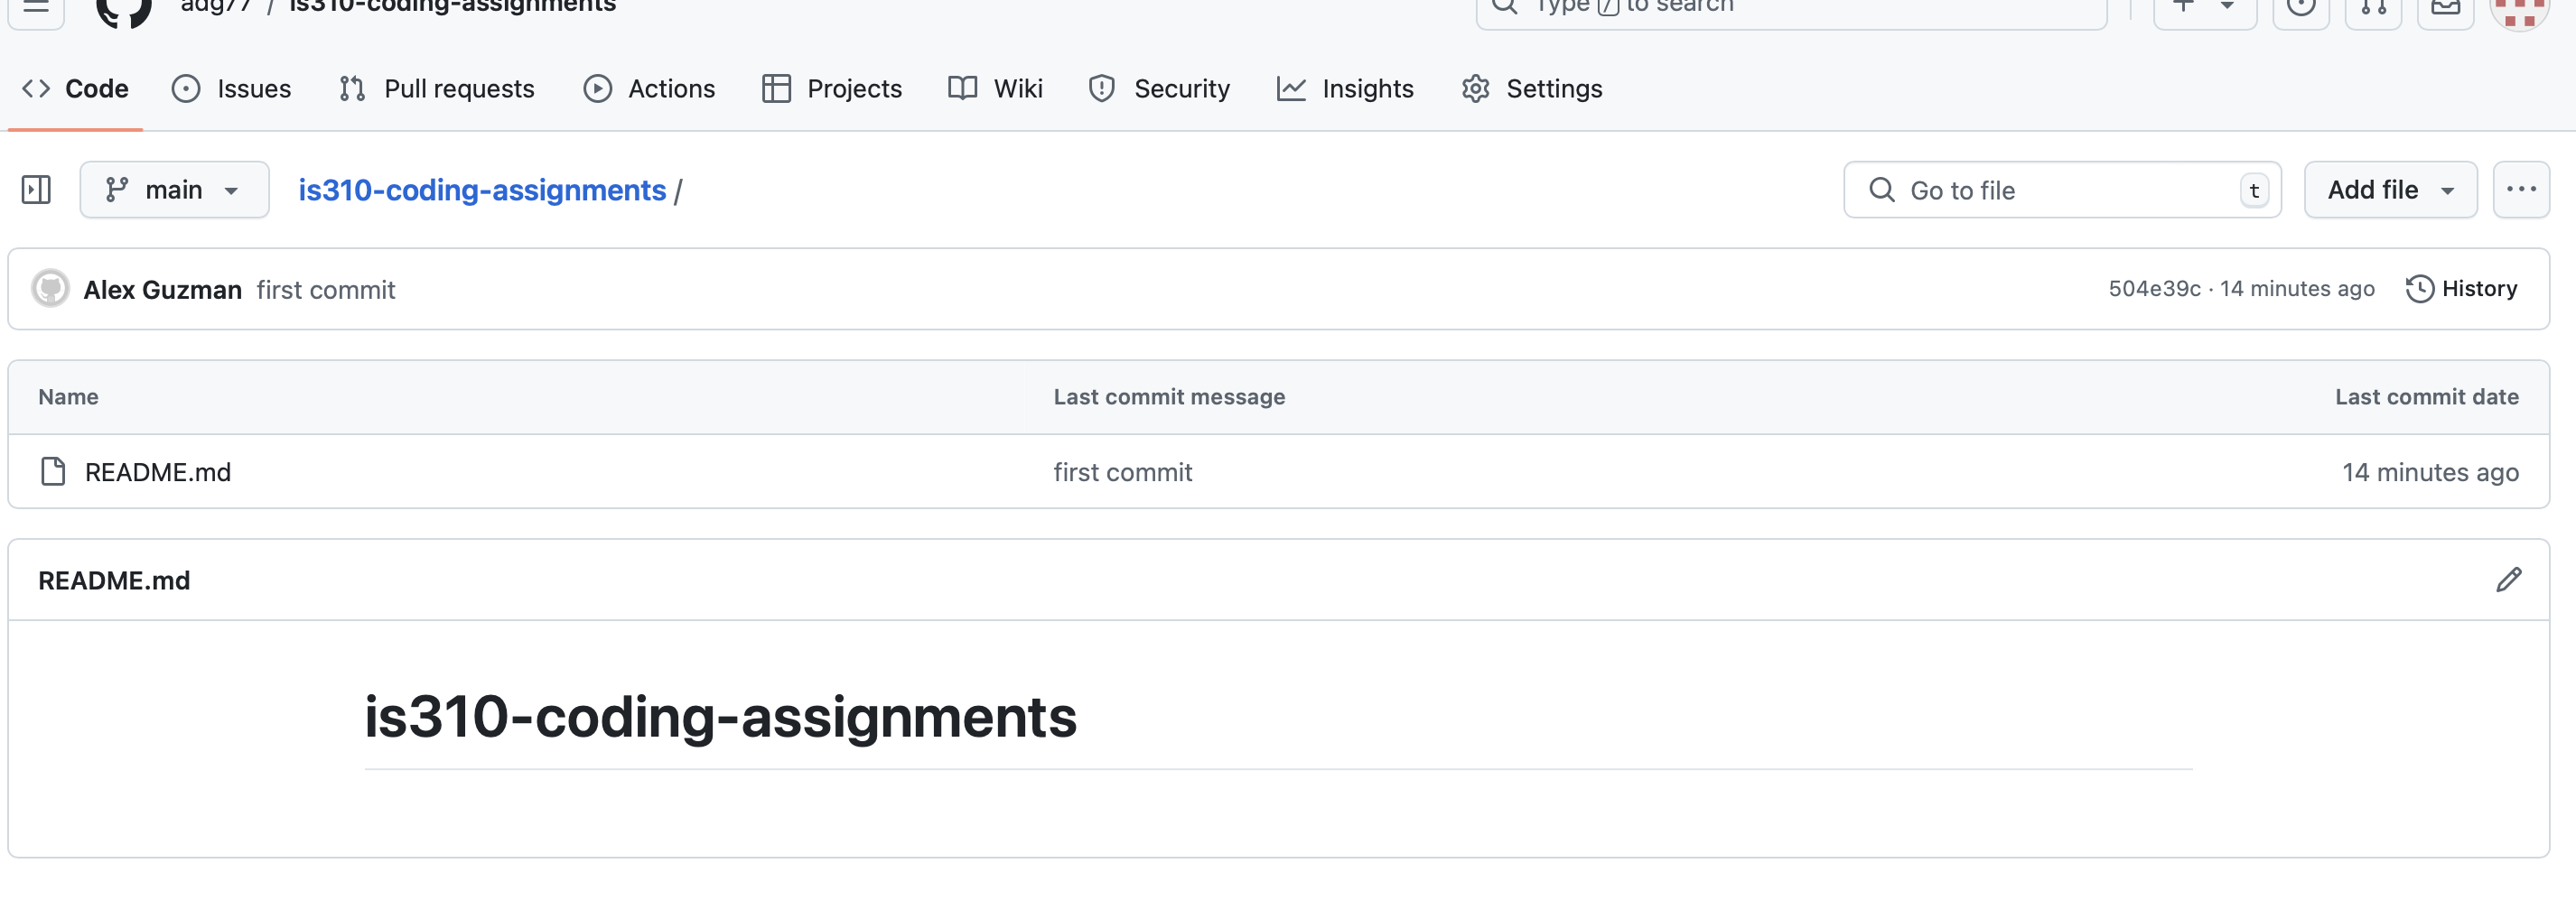 adg77 / is310-coding-assignments
Type / to search
Code Issues Pull requests Actions Projects Wiki Security Insights Settings
main is310-coding-assignments / Go to file t Add file
Alex Guzman first commit 504e39c · 14 minutes ago History
Name Last commit message Last commit date
README.md first commit 14 minutes ago
README.md
is310-coding-assignments